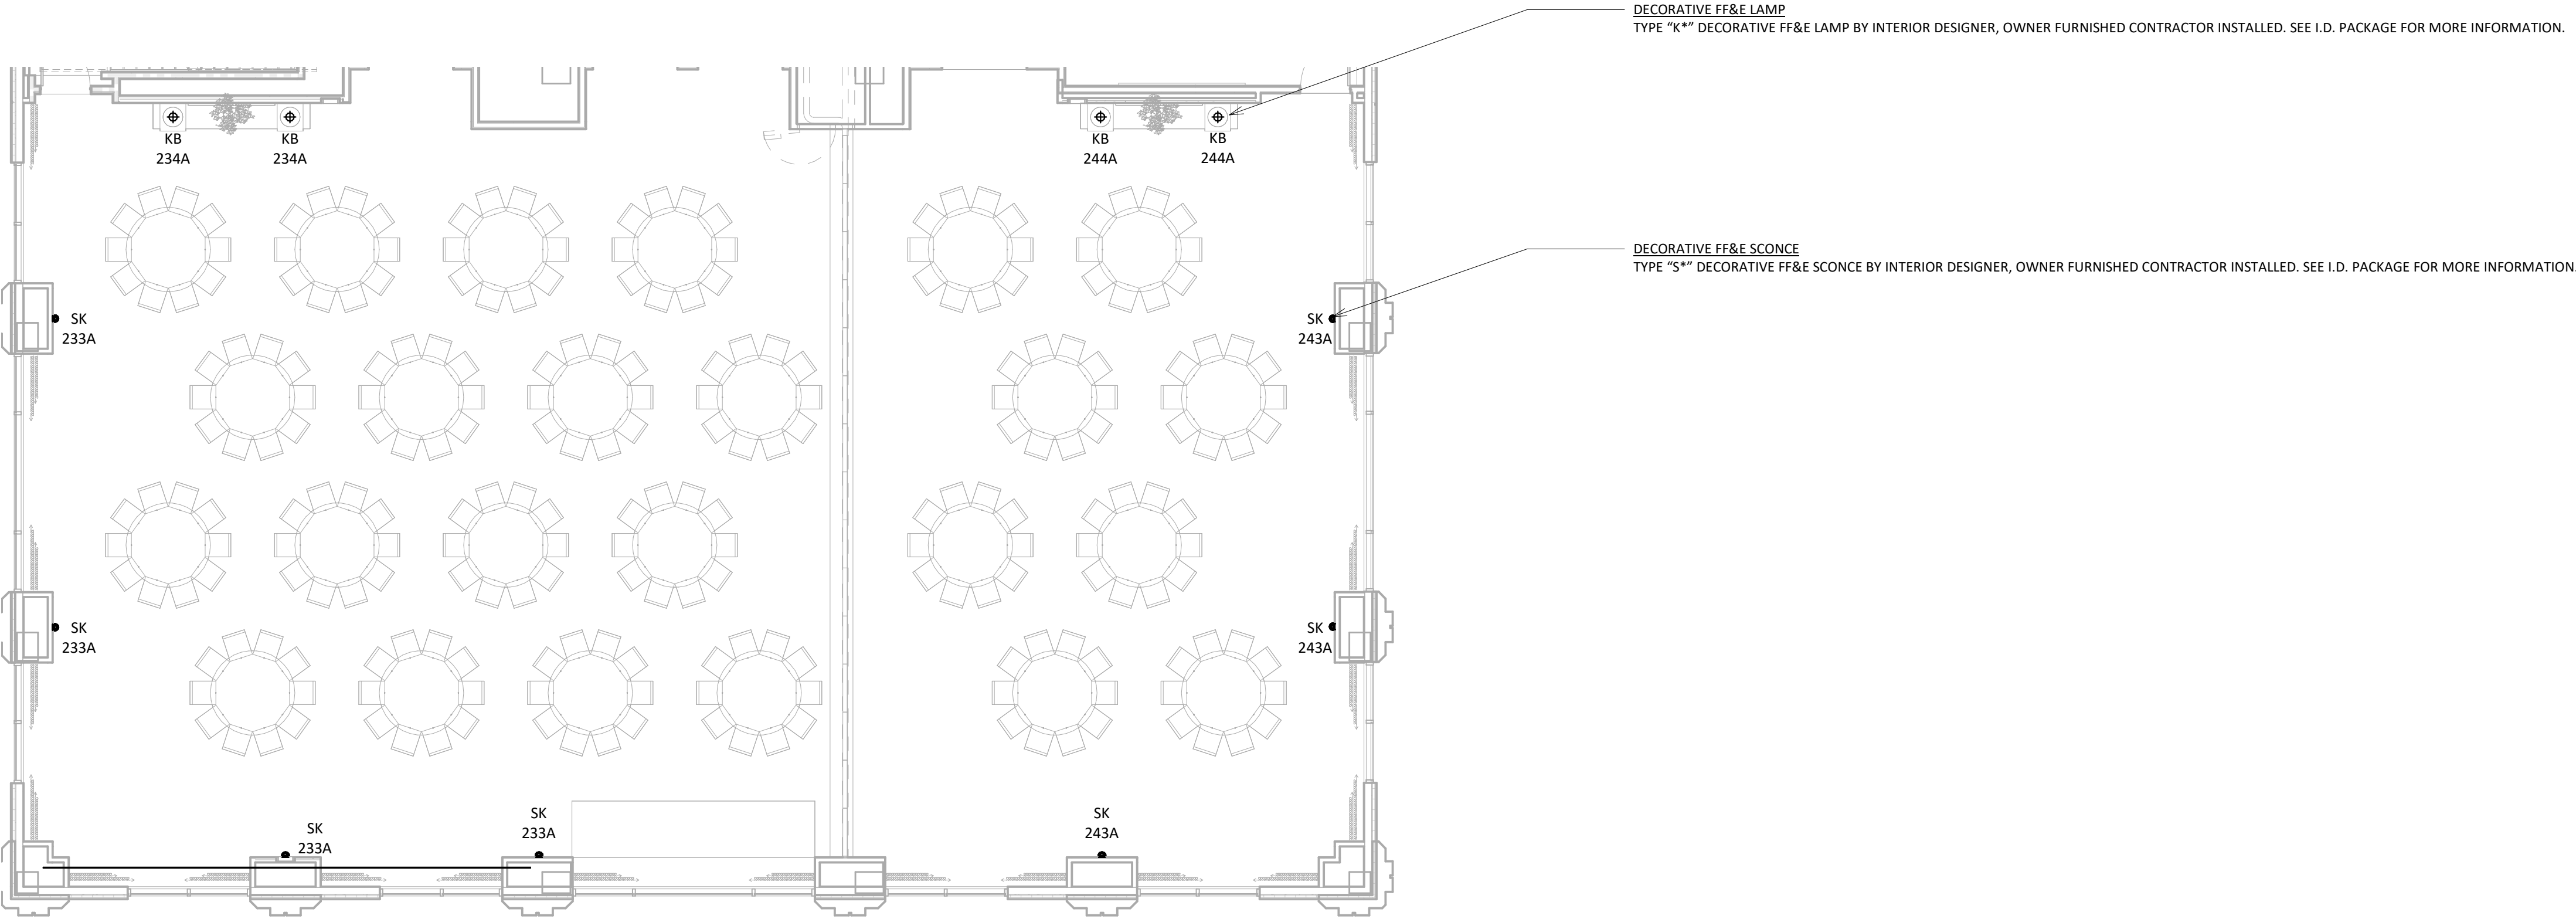 DECORATIVE FF&E LAMP
TYPE “K*” DECORATIVE FF&E LAMP BY INTERIOR DESIGNER, OWNER FURNISHED CONTRACTOR INSTALLED. SEE I.D. PACKAGE FOR MORE INFORMATION.
KB
234A
KB
234A
KB
244A
KB
244A
DECORATIVE FF&E SCONCE
TYPE “S*” DECORATIVE FF&E SCONCE BY INTERIOR DESIGNER, OWNER FURNISHED CONTRACTOR INSTALLED. SEE I.D. PACKAGE FOR MORE INFORMATION.
SK
233A
SK
243A
SK
233A
SK
243A
SK
233A
SK
233A
SK
243A